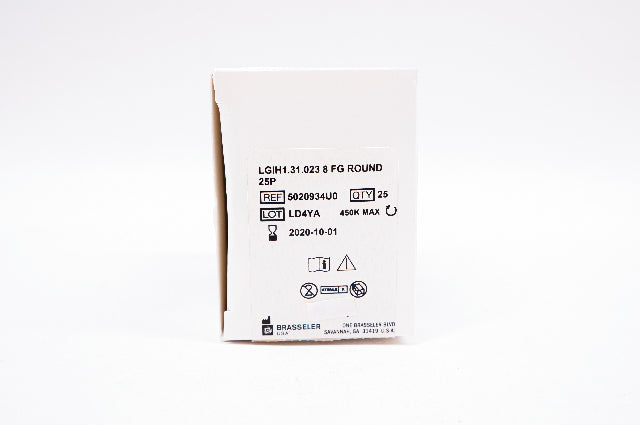 LGIH1.31.023 8 FG ROUND
25P
REF 5020934U0 QTY 25
LOT LD4YA 450K MAX
2020-10-01
STERILE R
BRASSELER
USA
ONE BRASSELER BLVD
SAVANNAH, GA 31419 U.S.A.